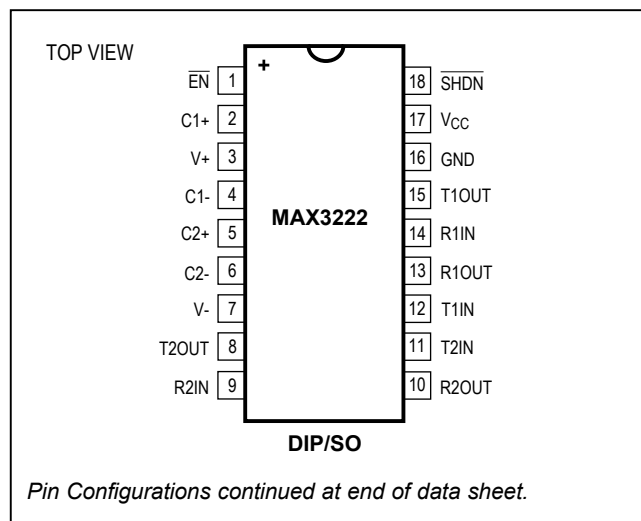 TOP VIEW
+
EN 1 18 SHDN
C1+ 2 17 VCC
V+ 3 16 GND
C1- 4 15 T1OUT
MAX3222
C2+ 5 14 R1IN
C2- 6 13 R1OUT
V- 7 12 T1IN
T2OUT 8 11 T2IN
R2IN 9 10 R2OUT
DIP/SO
Pin Configurations continued at end of data sheet.